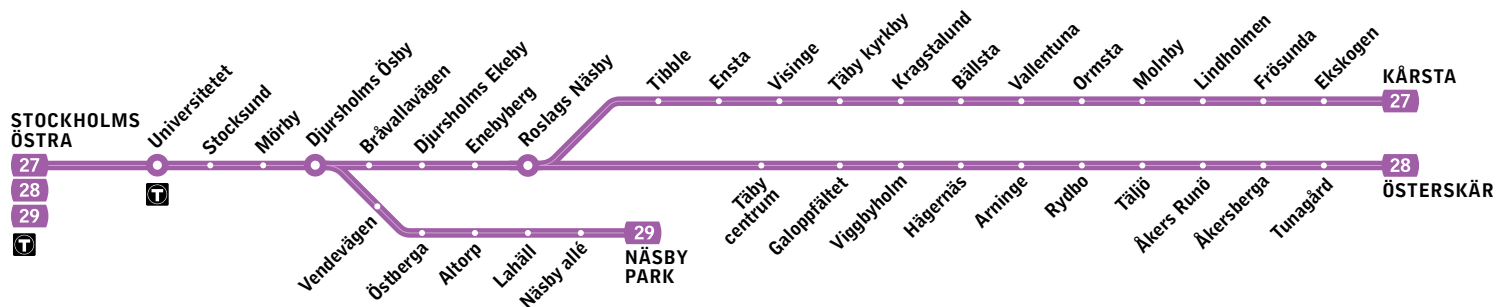 STOCKHOLMS
ÖSTRA
27
28
29
T
Universitetet
T
Stocksund
Mörby
Djursholms Ösby
Bråvallavägen
Djursholms Ekeby
Enebyberg
Roslags Näsby
Tibble
Ensta
Visinge
Täby kyrkby
Kragstalund
Bällsta
Vallentuna
Ormsta
Molnby
Lindholmen
Frösunda
Ekskogen
KÅRSTA
27
Täby
centrum
Galoppfältet
Viggbyholm
Hägernäs
Arninge
Rydbo
Täljö
Åkers Runö
Åkersberga
Tunagård
28
ÖSTERSKÄR
Vendevägen
Östberga
Altorp
Lahäll
Näsby allé
29
NÄSBY
PARK